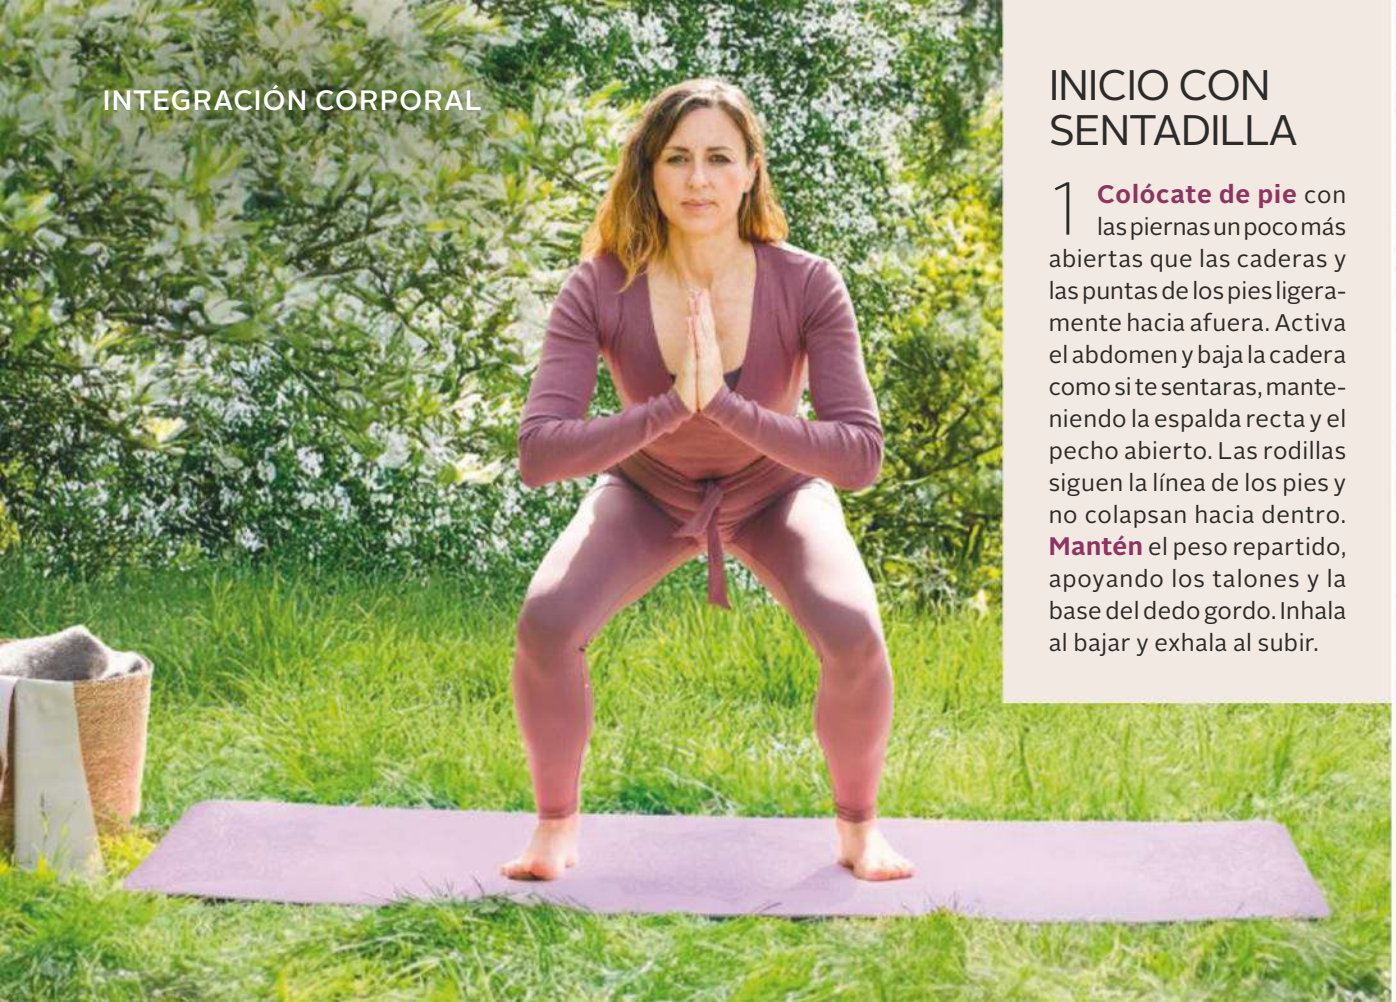 INTEGRACIÓN CORPORAL
INICIO CON
SENTADILLA
1 Colócate de pie con
las piernas un poco más
abiertas que las caderas y
las puntas de los pies ligera-
mente hacia afuera. Activa
el abdomen y baja la cadera
como si te sentaras, mante-
niendo la espalda recta y el
pecho abierto. Las rodillas
siguen la línea de los pies y
no colapsan hacia dentro.
Mantén el peso repartido,
apoyando los talones y la
base del dedo gordo. Inhala
al bajar y exhala al subir.